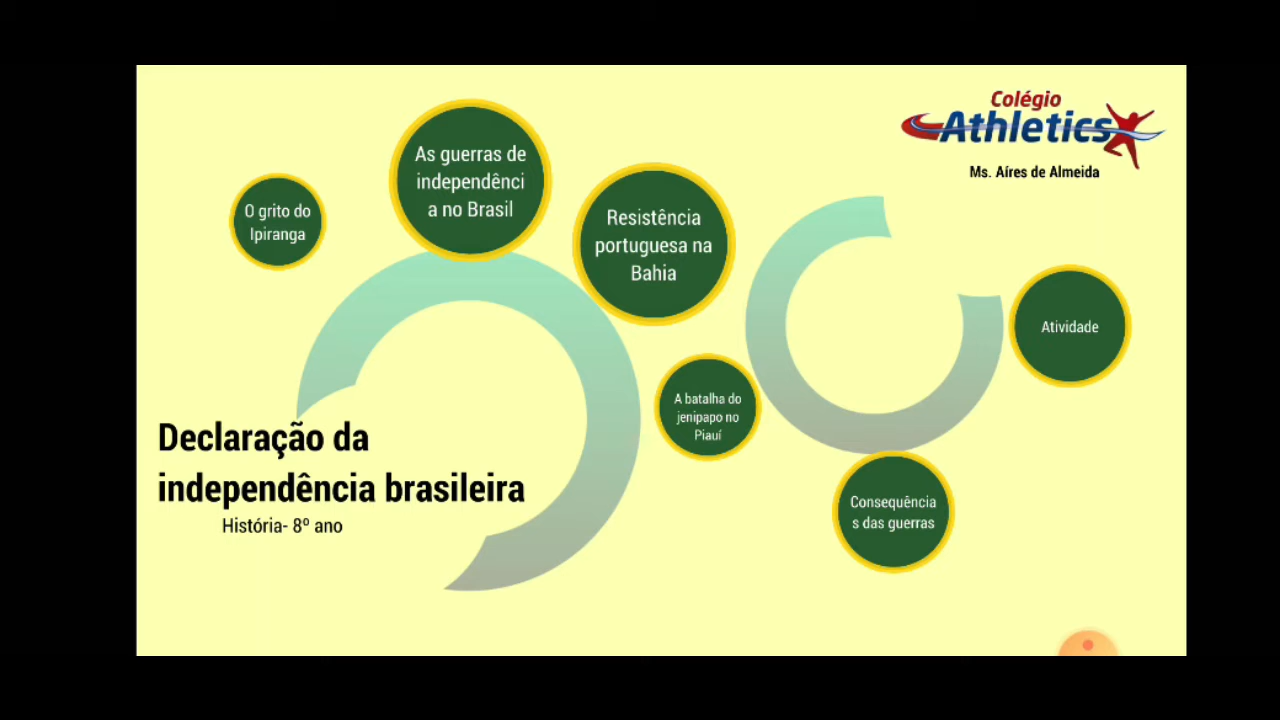 Colégio
Athletics
Ms. Aíres de Almeida
O grito do
Ipiranga
As guerras de
independênci
a no Brasil
Resistência
portuguesa na
Bahia
A batalha do
jenipapo no
Piauí
Atividade
Consequência
s das guerras
Declaração da
independência brasileira
História- 8º ano